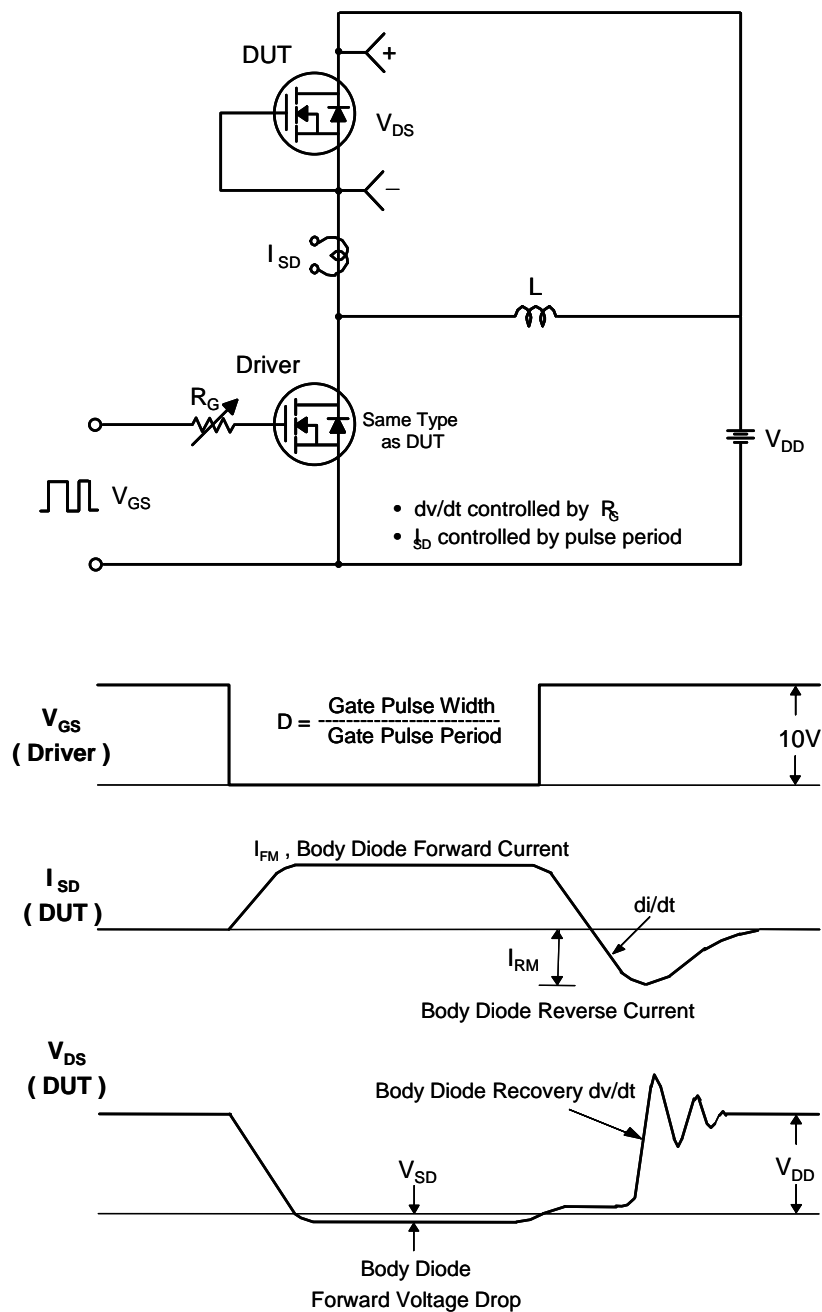 DUT
+
V_DS
−
I_SD
L
Driver
R_G
Same Type
as DUT
V_DD
V_GS
• dv/dt controlled by R_G
• I_SD controlled by pulse period
V_GS
( Driver )
D = Gate Pulse Width
Gate Pulse Period
10V
I_FM , Body Diode Forward Current
I_SD
( DUT )
di/dt
I_RM
Body Diode Reverse Current
V_DS
( DUT )
Body Diode Recovery dv/dt
V_SD
V_DD
Body Diode
Forward Voltage Drop